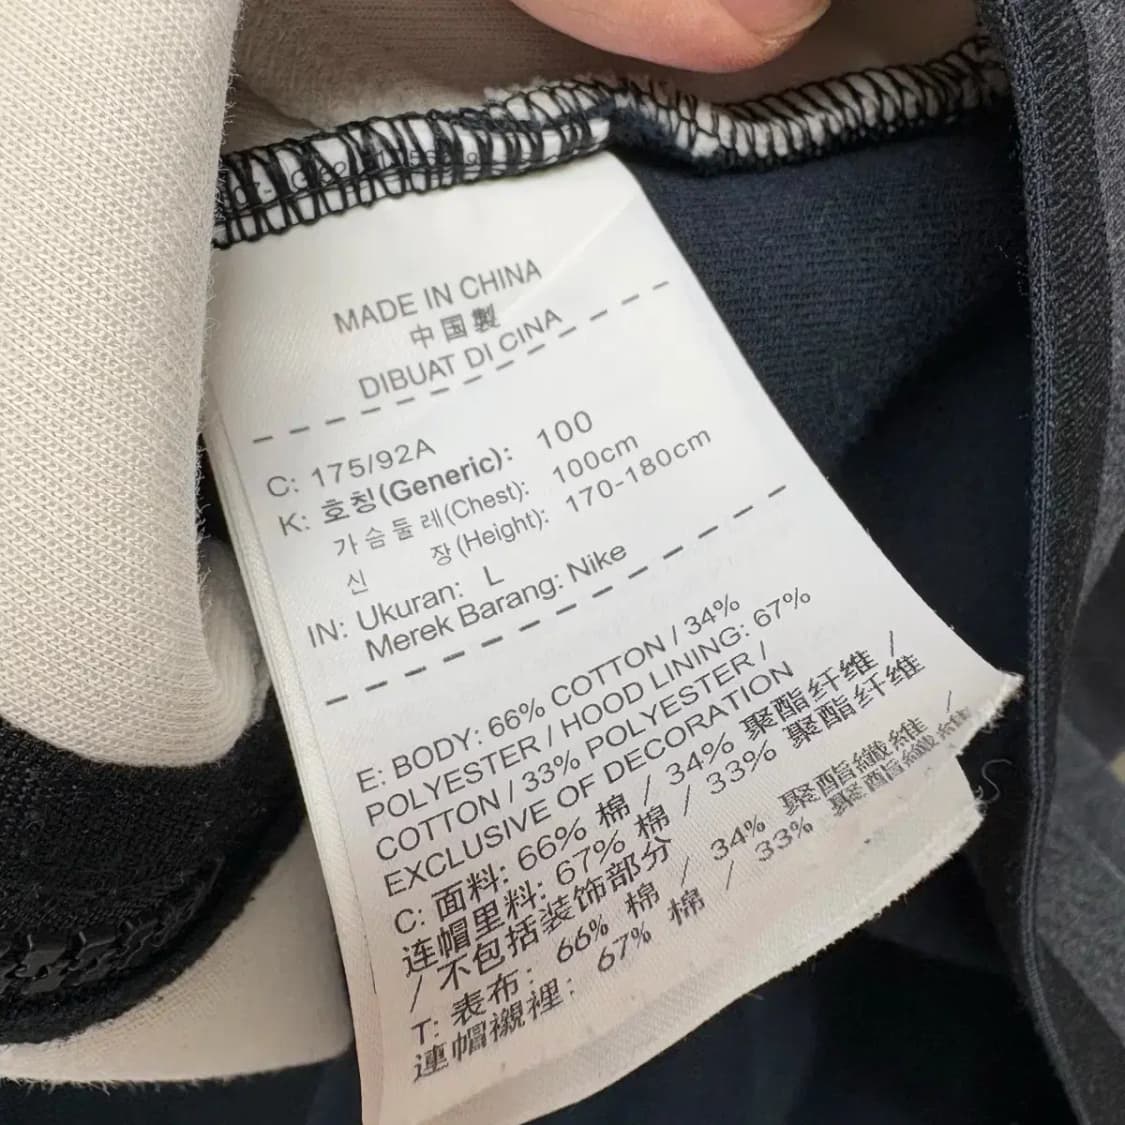 MADE IN CHINA
中国製
DIBUAT DI CINA
C: 175/92A
K: 호칭(Generic): 100
가슴둘레(Chest): 100cm
신 장(Height): 170-180cm
IN: Ukuran: L
Merek Barang: Nike
E: BODY: 66% COTTON / 34%
POLYESTER / HOOD LINING: 67%
COTTON / 33% POLYESTER /
EXCLUSIVE OF DECORATION
C: 面料: 66% 棉 / 34% 聚酯纤维 /
连帽里料: 67% 棉 / 33% 聚酯纤维
/ 不包括装饰部分
T: 表布: 66% 棉 / 34% 聚酯纖維 /
連帽襯裡: 67% 棉 / 33% 聚酯纖維